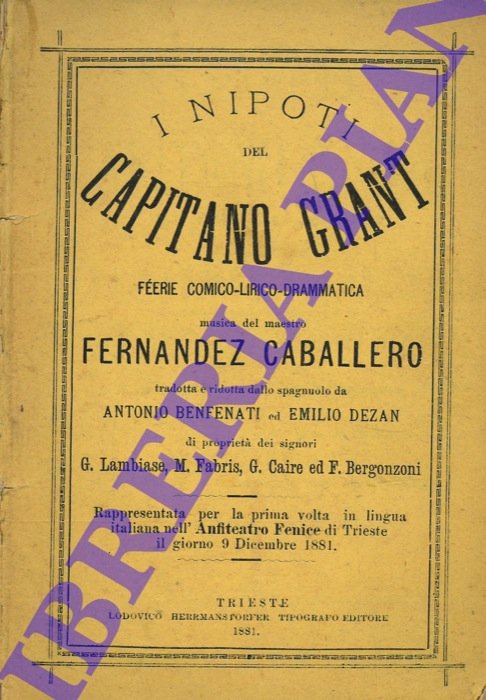 I NIPOTI
DEL
CAPITANO GRANT
FÉERIE COMICO-LIRICO-DRAMMATICA
musica del maestro
FERNANDEZ CABALLERO
tradotta e ridotta dallo spagnuolo da
ANTONIO BENFENATI ed EMILIO DEZAN
di proprietà dei signori
G. Lambiase, M. Fabris, G. Caire ed F. Bergonzoni
Rappresentata per la prima volta in lingua
italiana nell' Anfiteatro Fenice di Trieste
il giorno 9 Dicembre 1881.
TRIESTE
LODOVICO HERRMANSTORFER TIPOGRAFO EDITORE
1881.
LIBRERIA PIAN